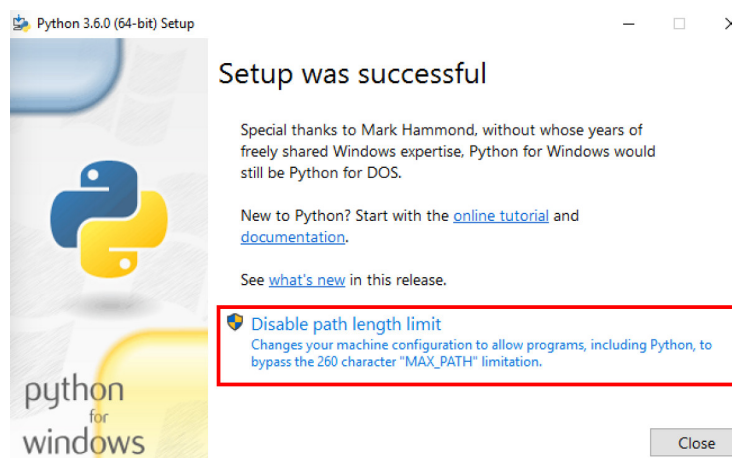 Python 3.6.0 (64-bit) Setup
Setup was successful
Special thanks to Mark Hammond, without whose years of
freely shared Windows expertise, Python for Windows would
still be Python for DOS.
New to Python? Start with the online tutorial and
documentation.
See what's new in this release.
Disable path length limit
Changes your machine configuration to allow programs, including Python, to
bypass the 260 character "MAX_PATH" limitation.
python
for
windows
Close